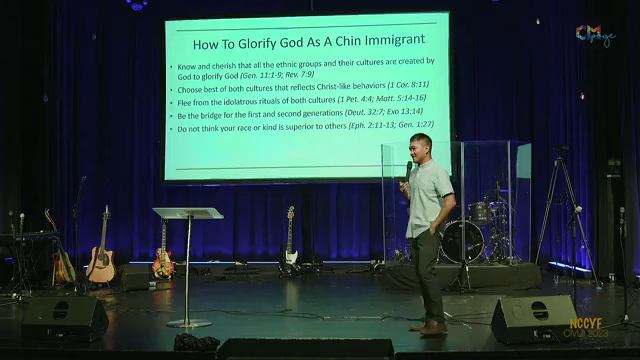 How To Glorify God As A Chin Immigrant
• Know and cherish that all the ethnic groups and their cultures are created by
God to glorify God (Gen. 11:1-9; Rev. 7:9)
• Choose best of both cultures that reflects Christ-like behaviors (1 Cor. 8:11)
• Flee from the idolatrous rituals of both cultures (1 Pet. 4:4; Matt. 5:14-16)
• Be the bridge for the first and second generations (Deut. 32:7; Exo 13:14)
• Do not think your race or kind is superior to others (Eph. 2:11-13; Gen. 1:27)
CM
NCCYF
2023